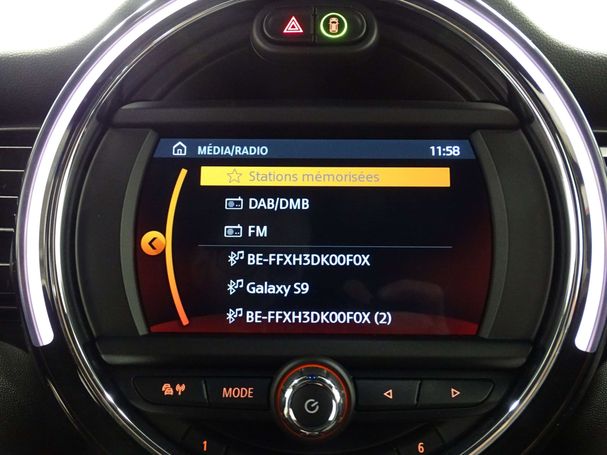 MÉDIA/RADIO 11:58
Stations mémorisées
DAB/DMB
FM
BE-FFXH3DK00F0X
Galaxy S9
BE-FFXH3DK00F0X (2)
MODE
1 6